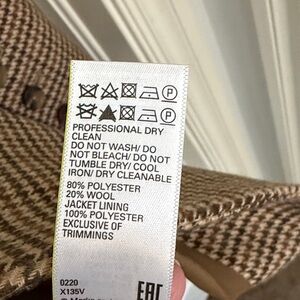 P
P
PROFESSIONAL DRY
CLEAN
DO NOT WASH/ DO
NOT BLEACH/ DO NOT
TUMBLE DRY/ COOL
IRON/ DRY CLEANABLE
80% POLYESTER
20% WOOL
JACKET LINING
100% POLYESTER
EXCLUSIVE OF
TRIMMINGS
0220
X135V
EAC